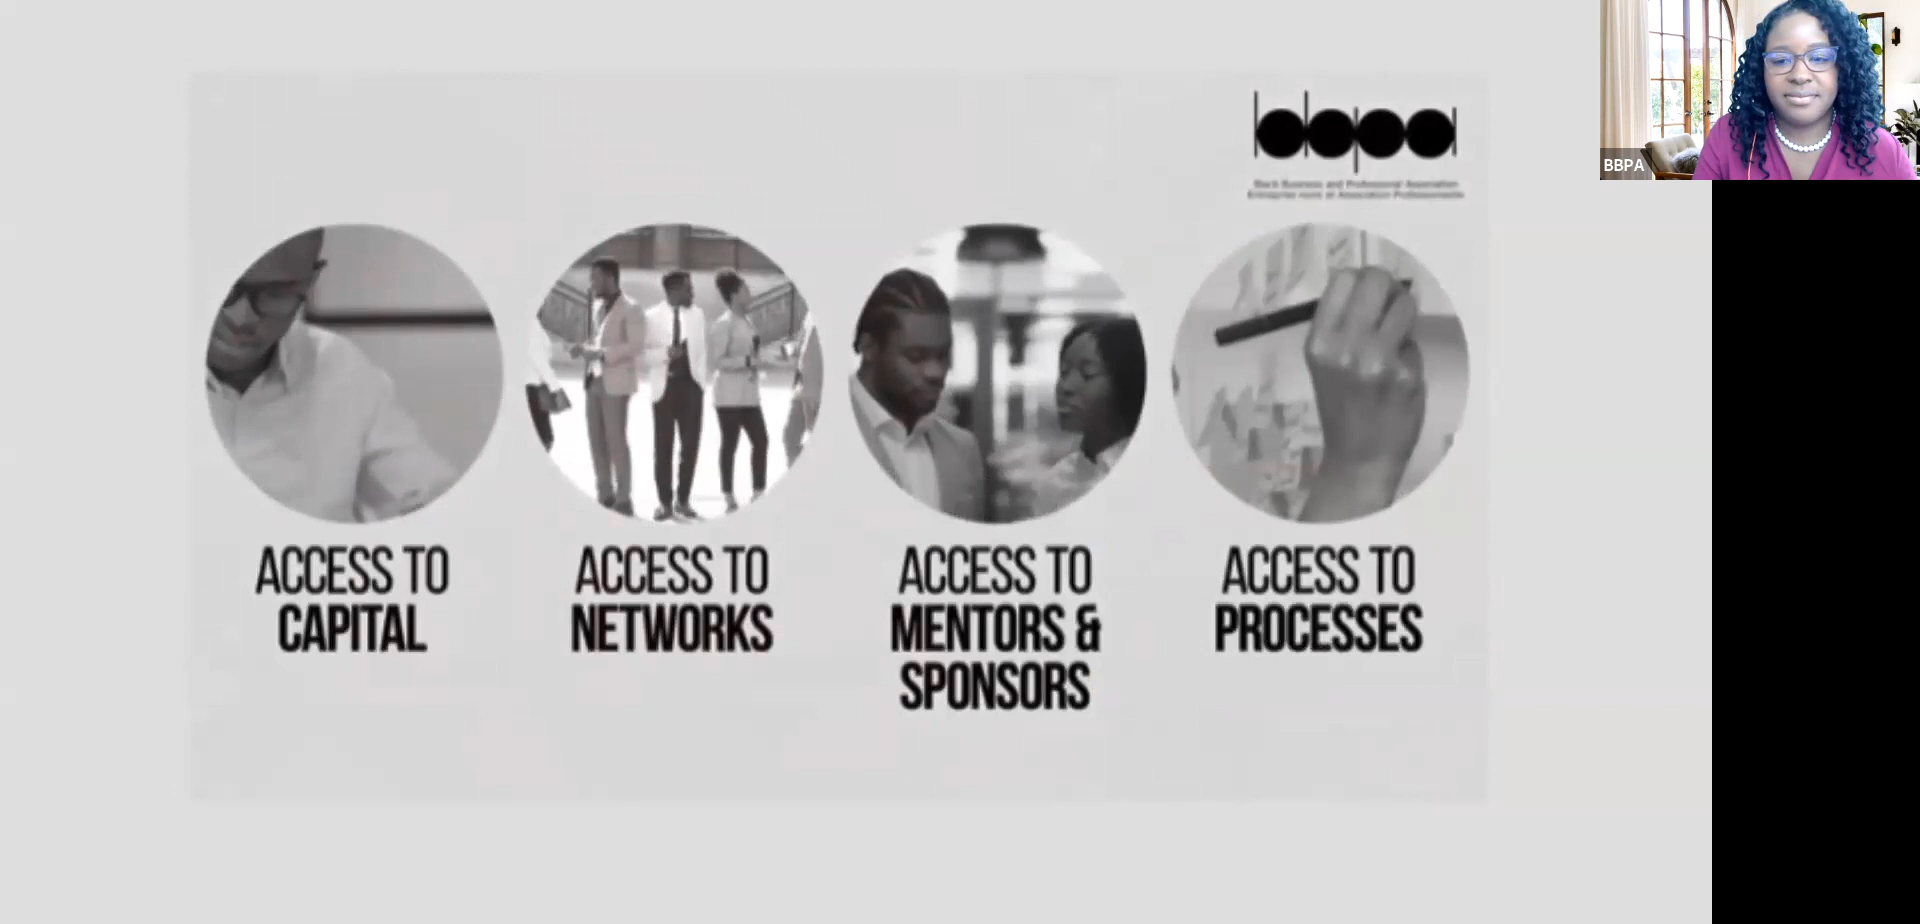 BBPA
bbpa
Black Business and Professional Association
ACCESS TO
CAPITAL
ACCESS TO
NETWORKS
ACCESS TO
MENTORS &
SPONSORS
ACCESS TO
PROCESSES